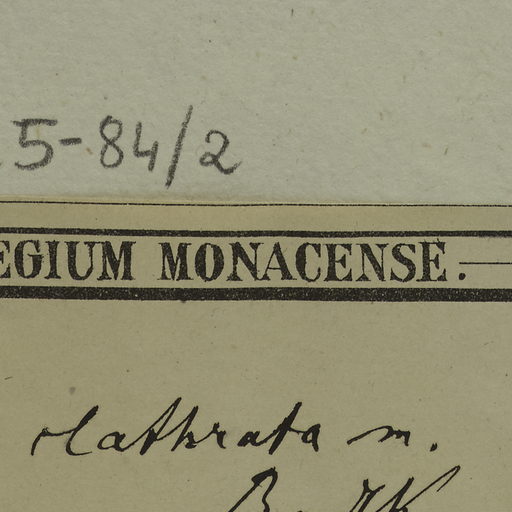 5-84/2
EGIUM MONACENSE.
clathrata m.